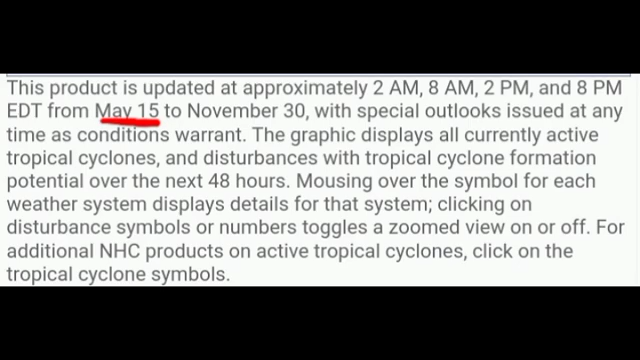 This product is updated at approximately 2 AM, 8 AM, 2 PM, and 8 PM
EDT from May 15 to November 30, with special outlooks issued at any
time as conditions warrant. The graphic displays all currently active
tropical cyclones, and disturbances with tropical cyclone formation
potential over the next 48 hours. Mousing over the symbol for each
weather system displays details for that system; clicking on
disturbance symbols or numbers toggles a zoomed view on or off. For
additional NHC products on active tropical cyclones, click on the
tropical cyclone symbols.